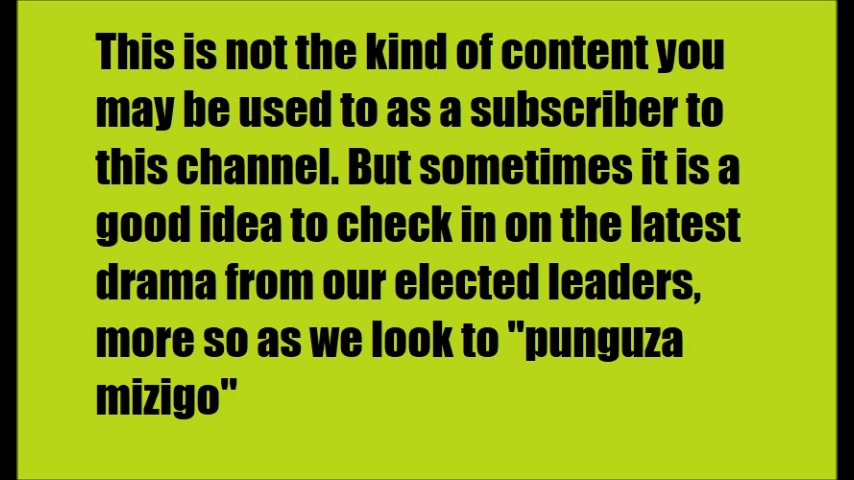 This is not the kind of content you
may be used to as a subscriber to
this channel. But sometimes it is a
good idea to check in on the latest
drama from our elected leaders,
more so as we look to "punguza
mizigo"